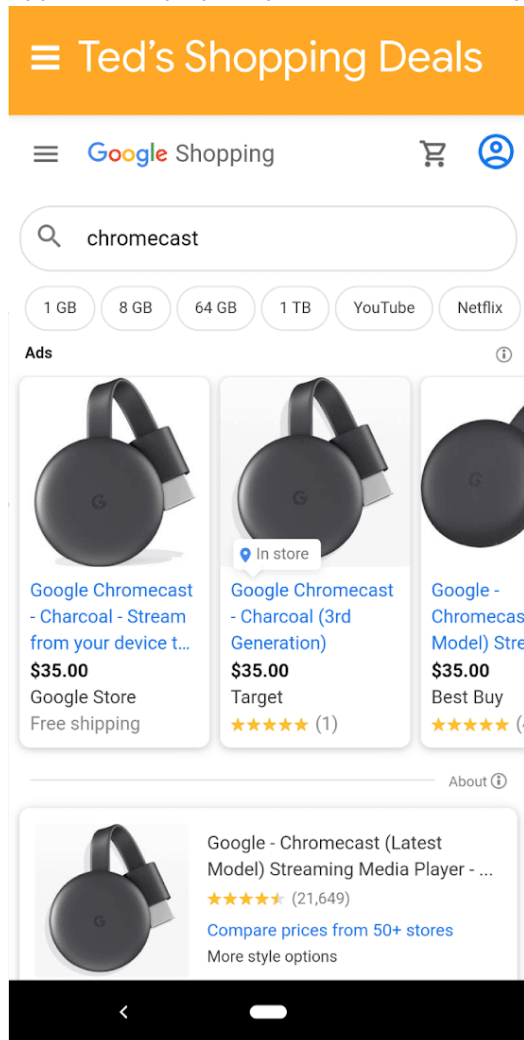 Ted's Shopping Deals
Google Shopping
chromecast
1 GB
8 GB
64 GB
1 TB
YouTube
Netflix
Ads
In store
Google Chromecast
- Charcoal - Stream
from your device t...
$35.00
Google Store
Free shipping
Google Chromecast
- Charcoal (3rd
Generation)
$35.00
Target
(1)
Google -
Chromecas
Model) Stre
$35.00
Best Buy
About
Google - Chromecast (Latest
Model) Streaming Media Player - ...
(21,649)
Compare prices from 50+ stores
More style options